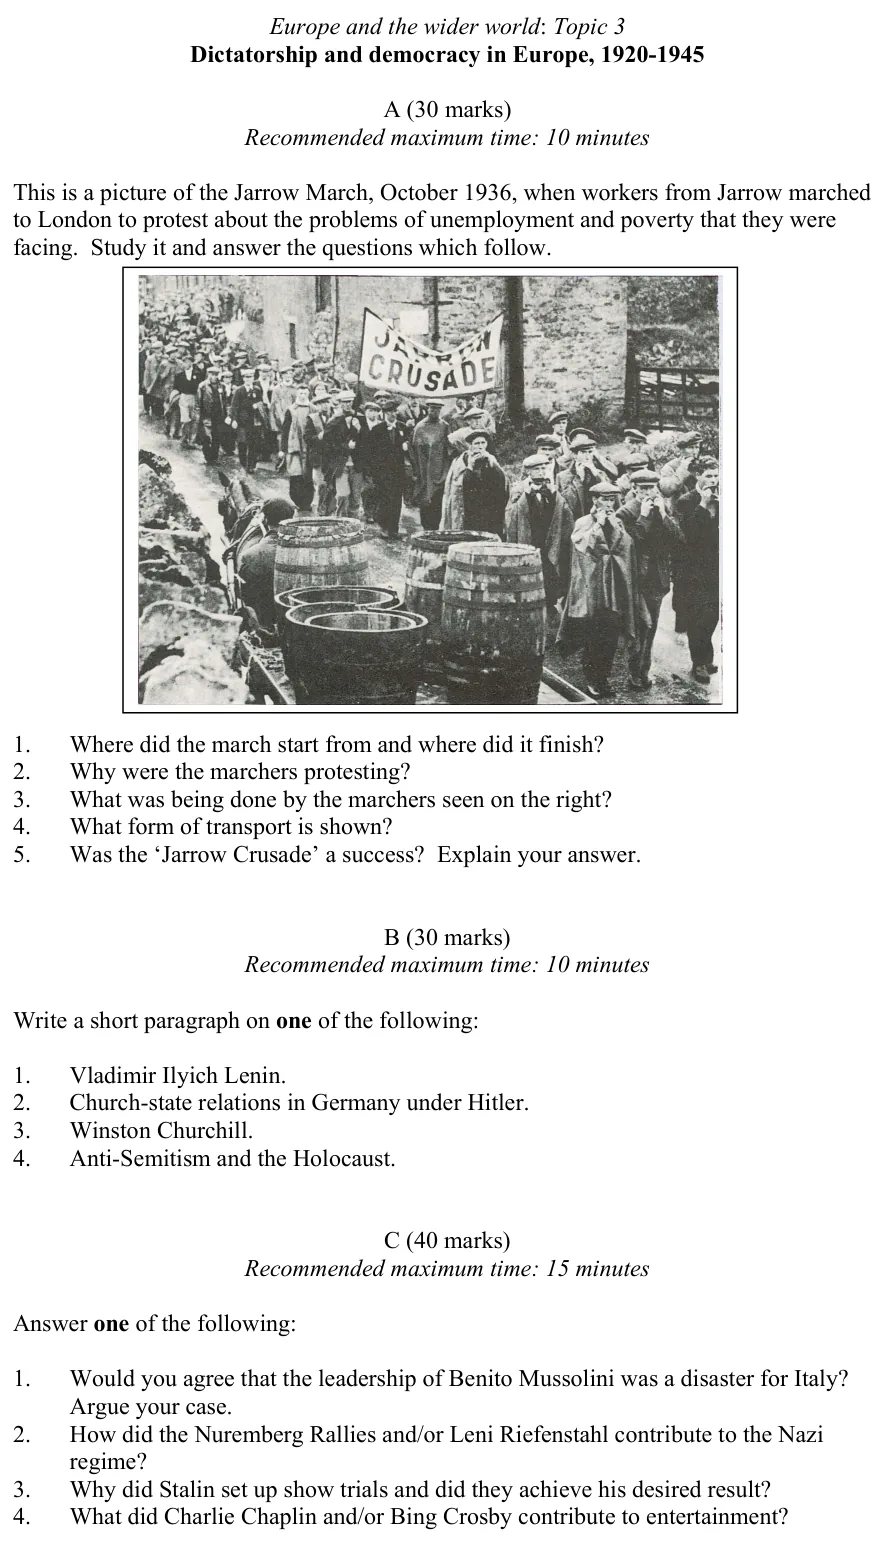 Europe and the wider world: Topic 3
Dictatorship and democracy in Europe, 1920-1945
A (30 marks)
Recommended maximum time: 10 minutes
This is a picture of the Jarrow March, October 1936, when workers from Jarrow marched
to London to protest about the problems of unemployment and poverty that they were
facing. Study it and answer the questions which follow.
CRUSADE
1. Where did the march start from and where did it finish?
2. Why were the marchers protesting?
3. What was being done by the marchers seen on the right?
4. What form of transport is shown?
5. Was the ‘Jarrow Crusade’ a success? Explain your answer.
B (30 marks)
Recommended maximum time: 10 minutes
Write a short paragraph on one of the following:
1. Vladimir Ilyich Lenin.
2. Church-state relations in Germany under Hitler.
3. Winston Churchill.
4. Anti-Semitism and the Holocaust.
C (40 marks)
Recommended maximum time: 15 minutes
Answer one of the following:
1. Would you agree that the leadership of Benito Mussolini was a disaster for Italy?
Argue your case.
2. How did the Nuremberg Rallies and/or Leni Riefenstahl contribute to the Nazi
regime?
3. Why did Stalin set up show trials and did they achieve his desired result?
4. What did Charlie Chaplin and/or Bing Crosby contribute to entertainment?